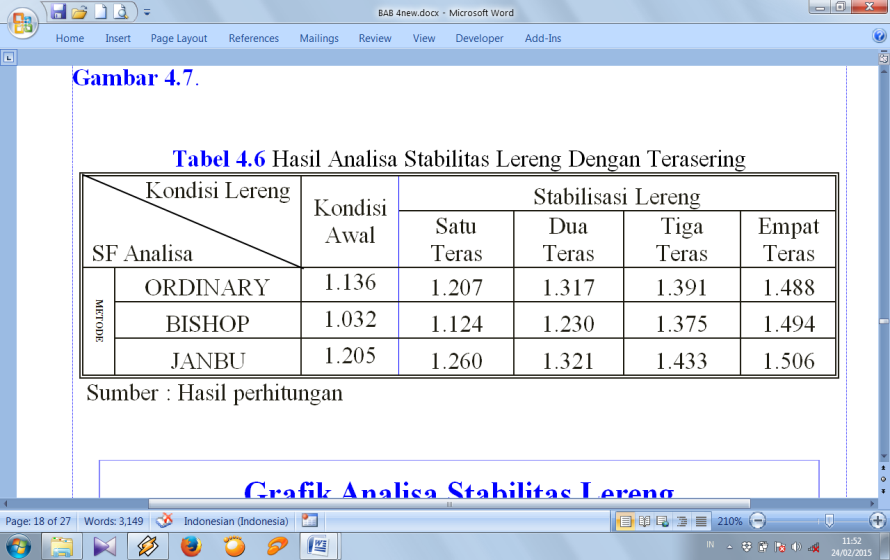 BAB 4new.docx - Microsoft Word
Home Insert Page Layout References Mailings Review View Developer Add-Ins
Gambar 4.7.
Tabel 4.6 Hasil Analisa Stabilitas Lereng Dengan Terasering
Kondisi Lereng
SF Analisa
Kondisi
Awal
Stabilisasi Lereng
Satu
Teras
Dua
Teras
Tiga
Teras
Empat
Teras
METODE
ORDINARY 1.136 1.207 1.317 1.391 1.488
BISHOP 1.032 1.124 1.230 1.375 1.494
JANBU 1.205 1.260 1.321 1.433 1.506
Sumber : Hasil perhitungan
Grafik Analisa Stabilitas Lereng
Page: 18 of 27 Words: 3,149 Indonesian (Indonesia) 210%
IN 11:52
24/02/2015